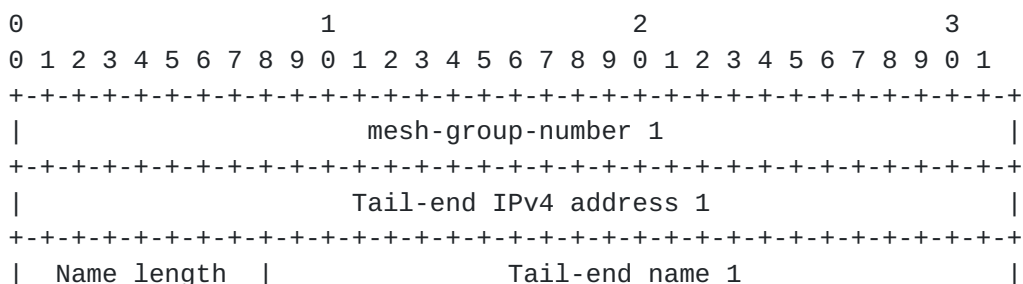 0                   1                   2                   3
0 1 2 3 4 5 6 7 8 9 0 1 2 3 4 5 6 7 8 9 0 1 2 3 4 5 6 7 8 9 0 1
+-+-+-+-+-+-+-+-+-+-+-+-+-+-+-+-+-+-+-+-+-+-+-+-+-+-+-+-+-+-+-+-+
|                      mesh-group-number 1                      |
+-+-+-+-+-+-+-+-+-+-+-+-+-+-+-+-+-+-+-+-+-+-+-+-+-+-+-+-+-+-+-+-+
|                     Tail-end IPv4 address 1                   |
+-+-+-+-+-+-+-+-+-+-+-+-+-+-+-+-+-+-+-+-+-+-+-+-+-+-+-+-+-+-+-+-+
|  Name length  |               Tail-end name 1                 |